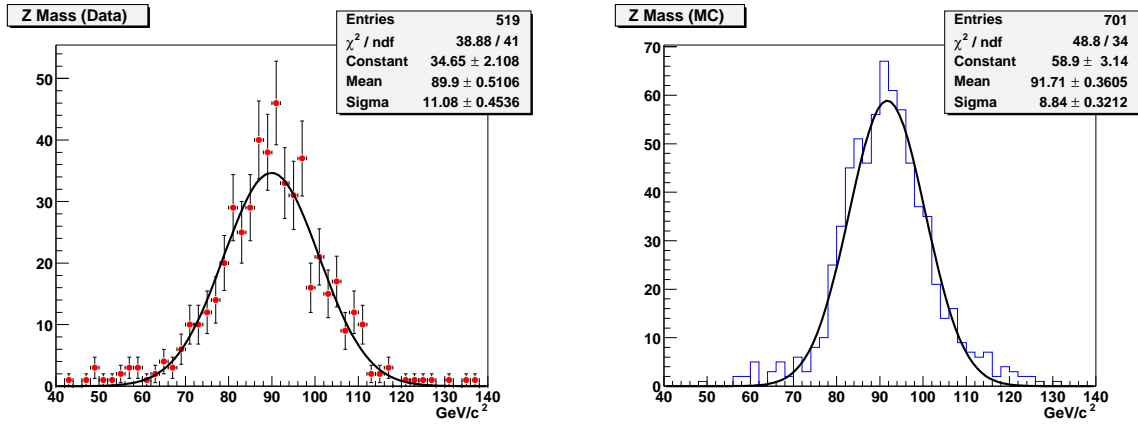 Z Mass (Data)
Entries 519
χ² / ndf 38.88 / 41
Constant 34.65 ± 2.108
Mean 89.9 ± 0.5106
Sigma 11.08 ± 0.4536
50
40
30
20
10
0
40 50 60 70 80 90 100 110 120 130 140
GeV/c²
Z Mass (MC)
Entries 701
χ² / ndf 48.8 / 34
Constant 58.9 ± 3.14
Mean 91.71 ± 0.3605
Sigma 8.84 ± 0.3212
70
60
50
40
30
20
10
0
40 50 60 70 80 90 100 110 120 130 140
GeV/c²